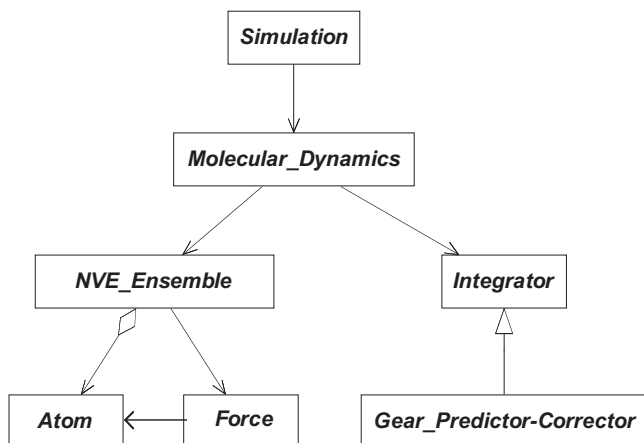 Simulation
Molecular_Dynamics
NVE_Ensemble
Integrator
Atom
Force
Gear_Predictor-Corrector